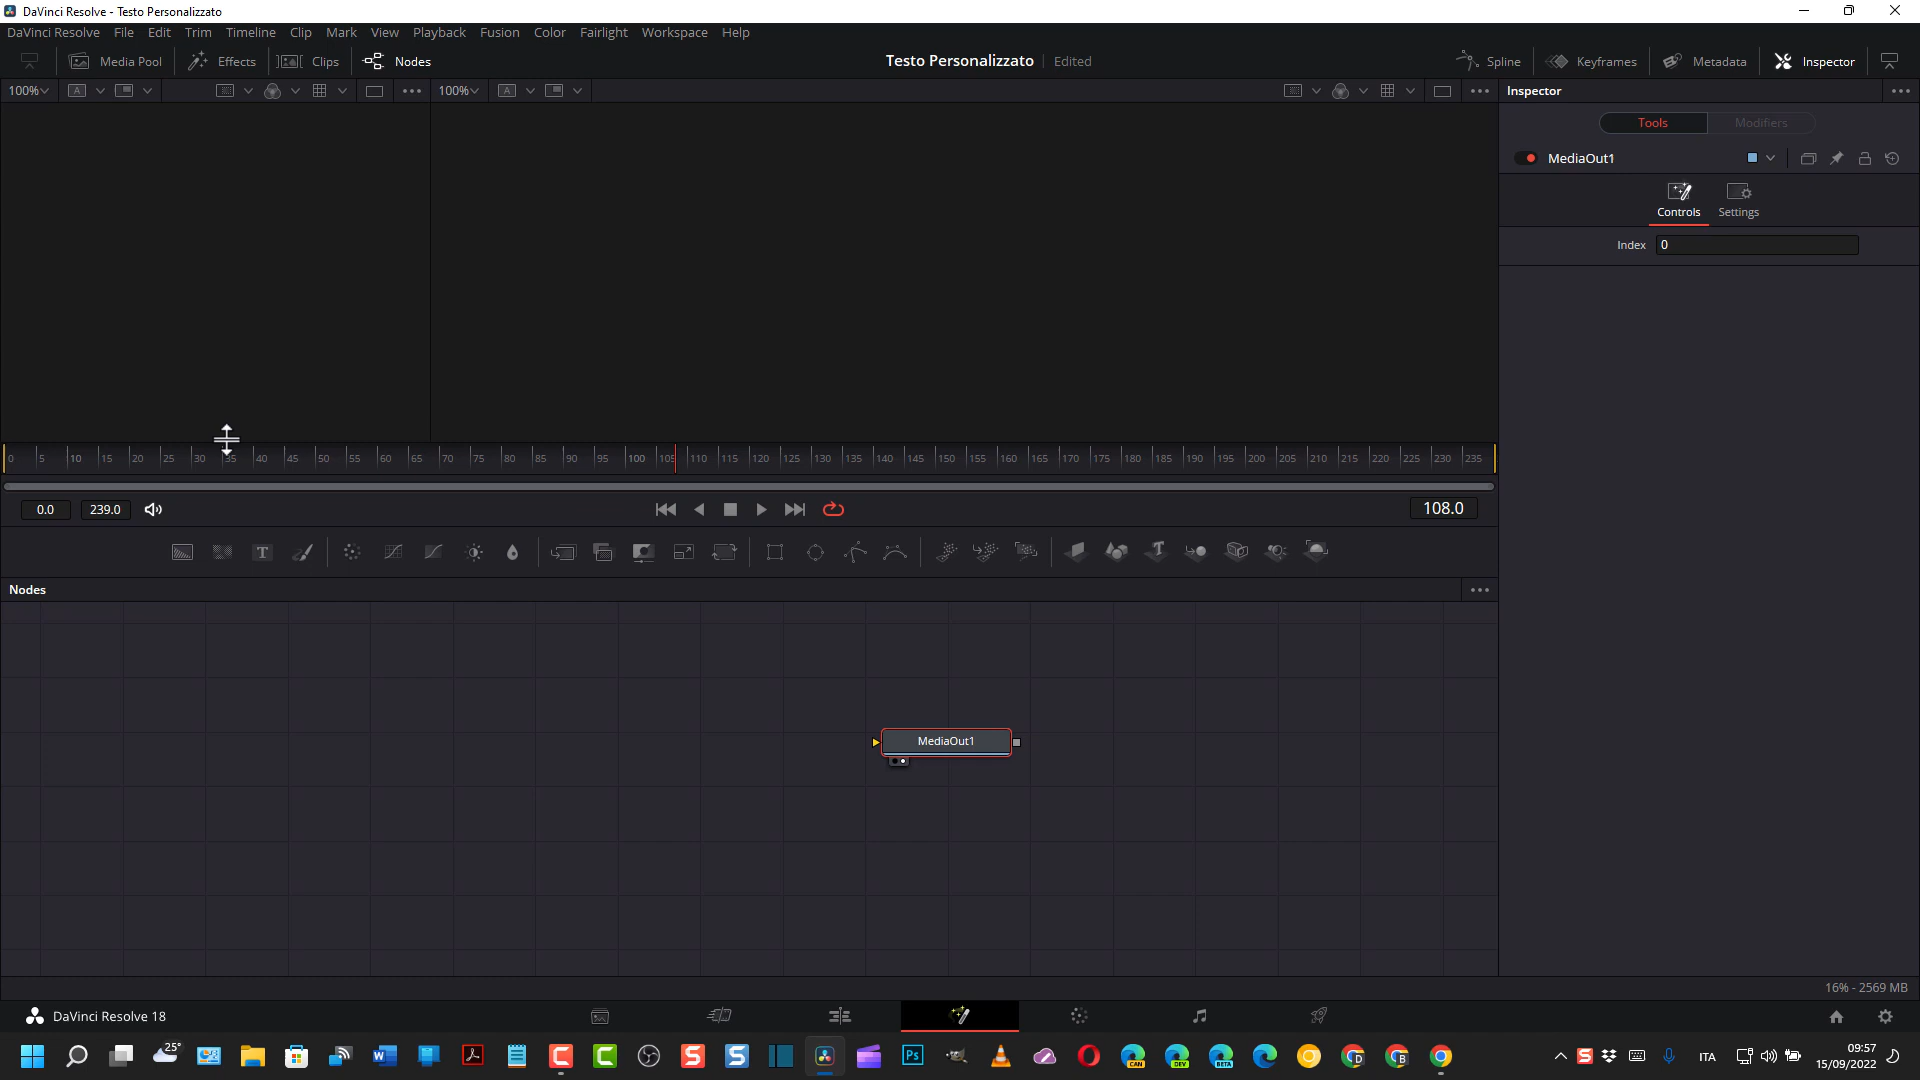 DaVinci Resolve - Testo Personalizzato
DaVinci Resolve File Edit Trim Timeline Clip Mark View Playback Fusion Color Fairlight Workspace Help
Media Pool Effects Clips Nodes Testo Personalizzato Edited Spline Keyframes Metadata Inspector
100% A 100% A Inspector
Tools Modifiers
MediaOut1
Controls Settings
Index 0
0 5 10 15 20 25 30 35 40 45 50 55 60 65 70 75 80 85 90 95 100 105 110 115 120 125 130 135 140 145 150 155 160 165 170 175 180 185 190 195 200 205 210 215 220 225 230 235
0.0 239.0 108.0
T T
Nodes
MediaOut1
16% - 2569 MB
DaVinci Resolve 18
25° W C C S S Ps CAN DEV BETA D B S ITA 09:57
15/09/2022